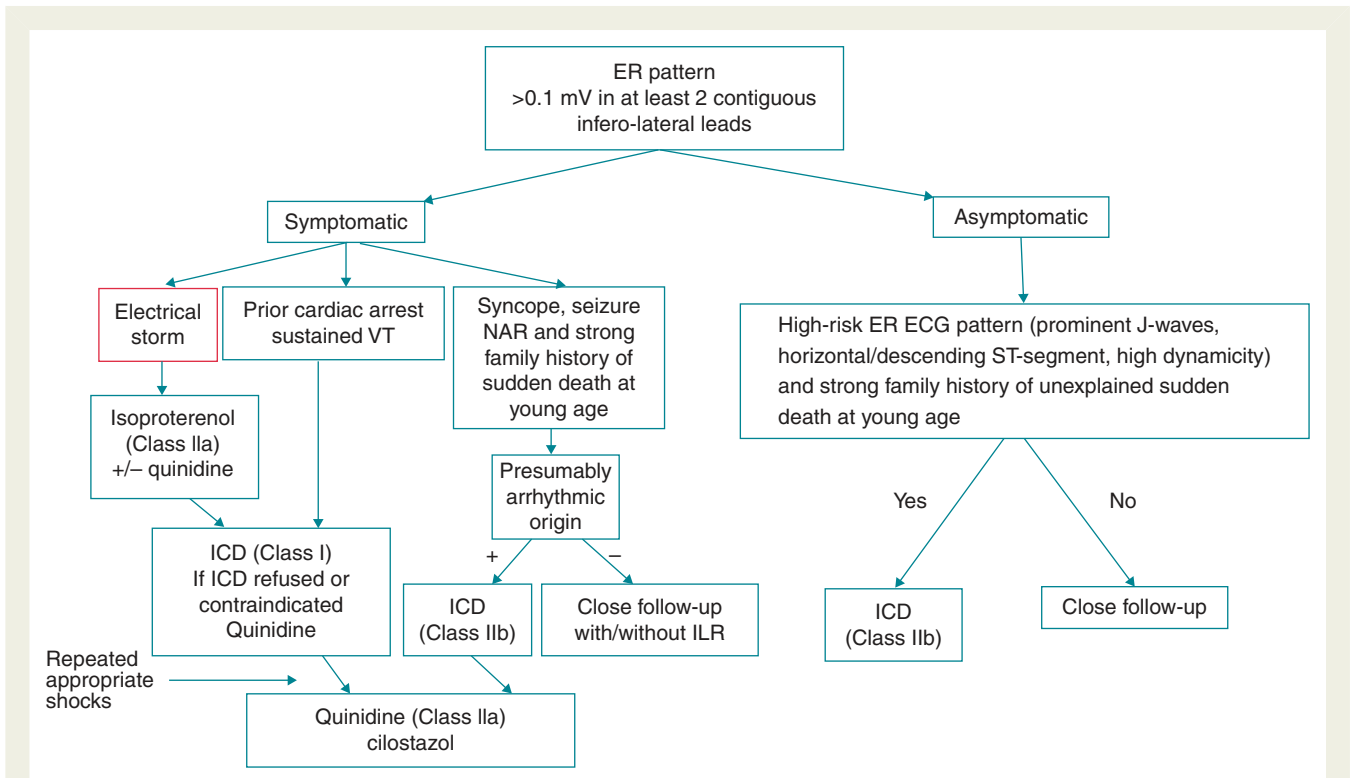 ER pattern
>0.1 mV in at least 2 contiguous
infero-lateral leads
Symptomatic
Asymptomatic
Electrical
storm
Prior cardiac arrest
sustained VT
Syncope, seizure
NAR and strong
family history of
sudden death at
young age
High-risk ER ECG pattern (prominent J-waves,
horizontal/descending ST-segment, high dynamicity)
and strong family history of unexplained sudden
death at young age
Isoproterenol
(Class IIa)
+/– quinidine
Presumably
arrhythmic
origin
Yes
No
+
–
ICD (Class I)
If ICD refused or
contraindicated
Quinidine
ICD
(Class IIb)
Close follow-up
with/without ILR
ICD
(Class IIb)
Close follow-up
Repeated
appropriate
shocks
Quinidine (Class IIa)
cilostazol